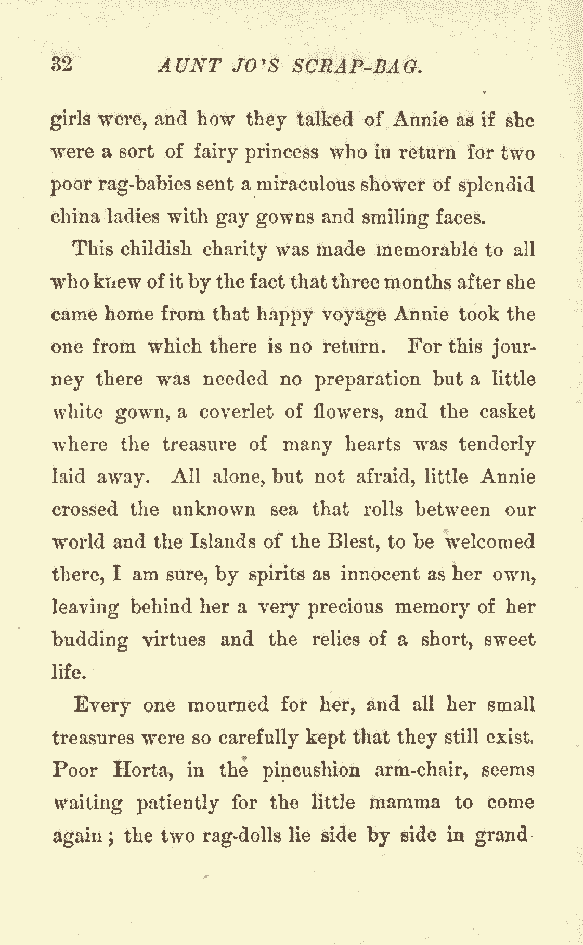 32 AUNT JO'S SCRAP-BAG.
girls were, and how they talked of Annie as if she
were a sort of fairy princess who in return for two
poor rag-babies sent a miraculous shower of splendid
china ladies with gay gowns and smiling faces.
This childish charity was made memorable to all
who knew of it by the fact that three months after she
came home from that happy voyage Annie took the
one from which there is no return. For this jour-
ney there was needed no preparation but a little
white gown, a coverlet of flowers, and the casket
where the treasure of many hearts was tenderly
laid away. All alone, but not afraid, little Annie
crossed the unknown sea that rolls between our
world and the Islands of the Blest, to be welcomed
there, I am sure, by spirits as innocent as her own,
leaving behind her a very precious memory of her
budding virtues and the relics of a short, sweet
life.
Every one mourned for her, and all her small
treasures were so carefully kept that they still exist.
Poor Horta, in the pincushion arm-chair, seems
waiting patiently for the little mamma to come
again; the two rag-dolls lie side by side in grand-